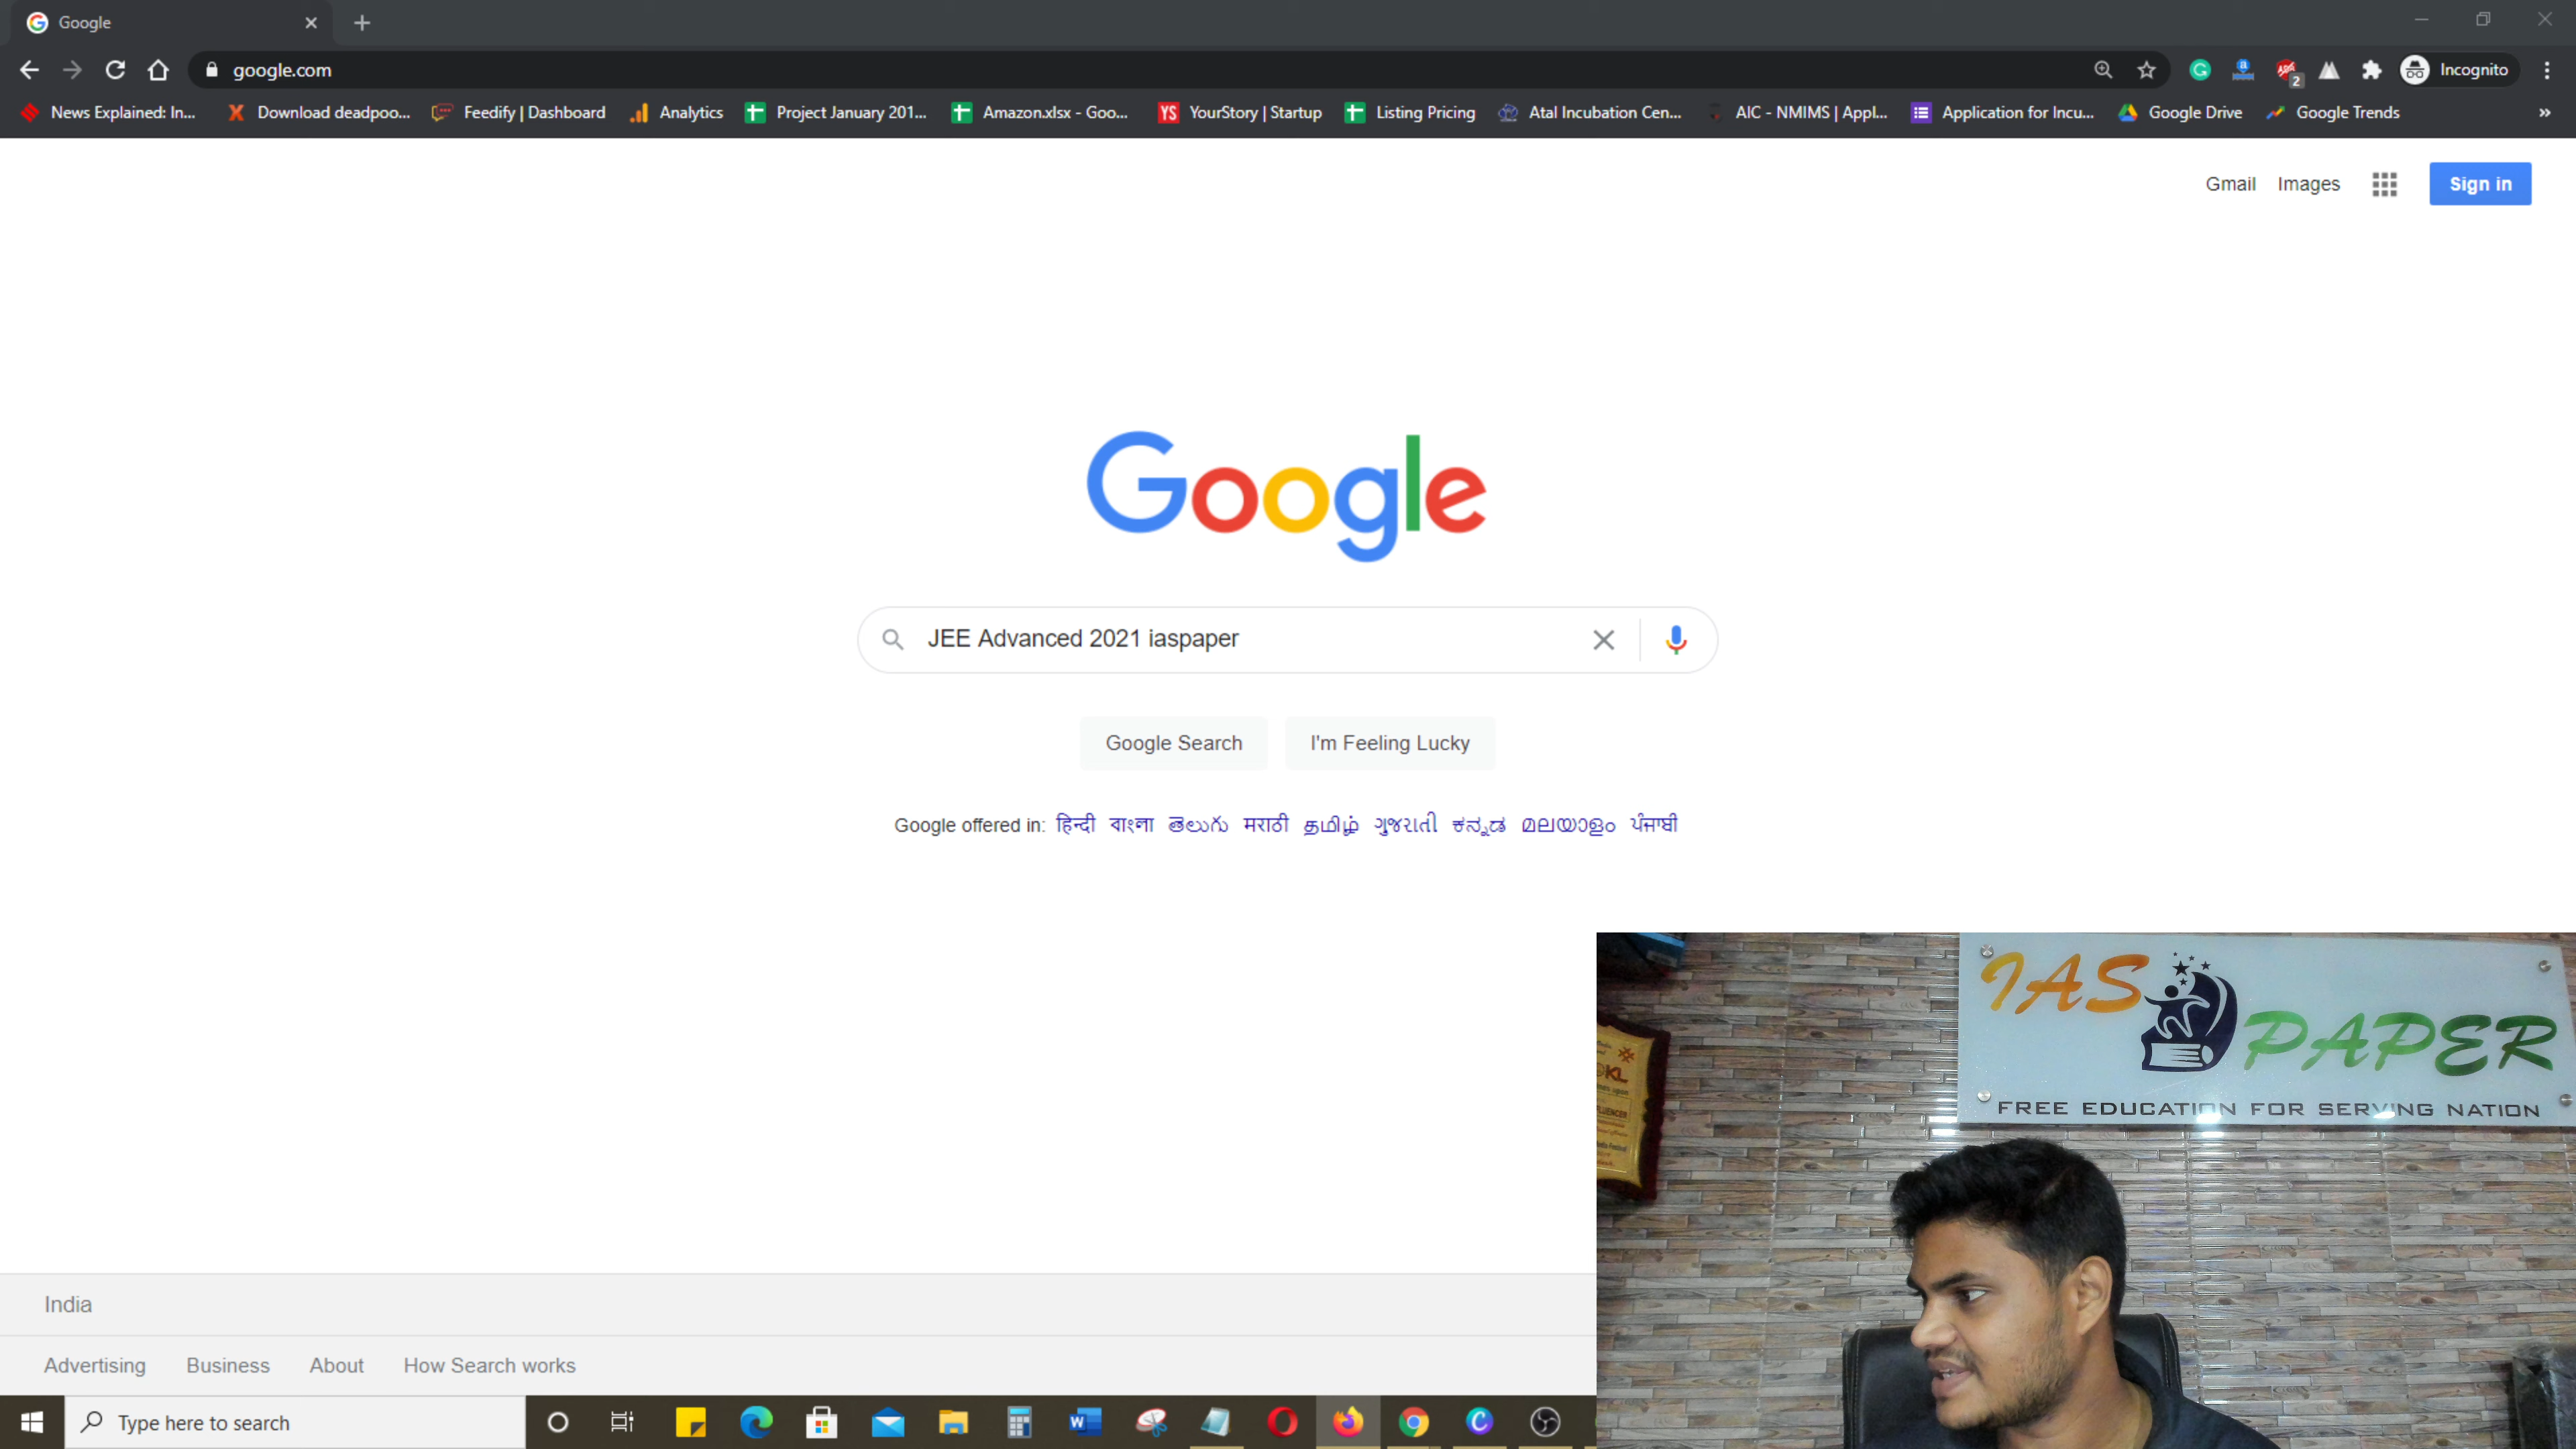 Google
google.com
2
Incognito
News Explained: In...
Download deadpoo...
Feedify | Dashboard
Analytics
Project January 201...
Amazon.xlsx - Goo...
YS
YourStory | Startup
Listing Pricing
Atal Incubation Cen...
AIC - NMIMS | Appl...
Application for Incu...
Google Drive
Google Trends
»
Gmail Images
Sign in
Google
JEE Advanced 2021 iaspaper
Google Search
I'm Feeling Lucky
Google offered in: हिन्दी বাংলা తెలుగు मराठी தமிழ் ગુજરાતી ಕನ್ನಡ മലയാളം ਪੰਜਾਬੀ
IAS
PAPER
FREE EDUCATION FOR SERVING NATION
India
Advertising Business About How Search works
Type here to search